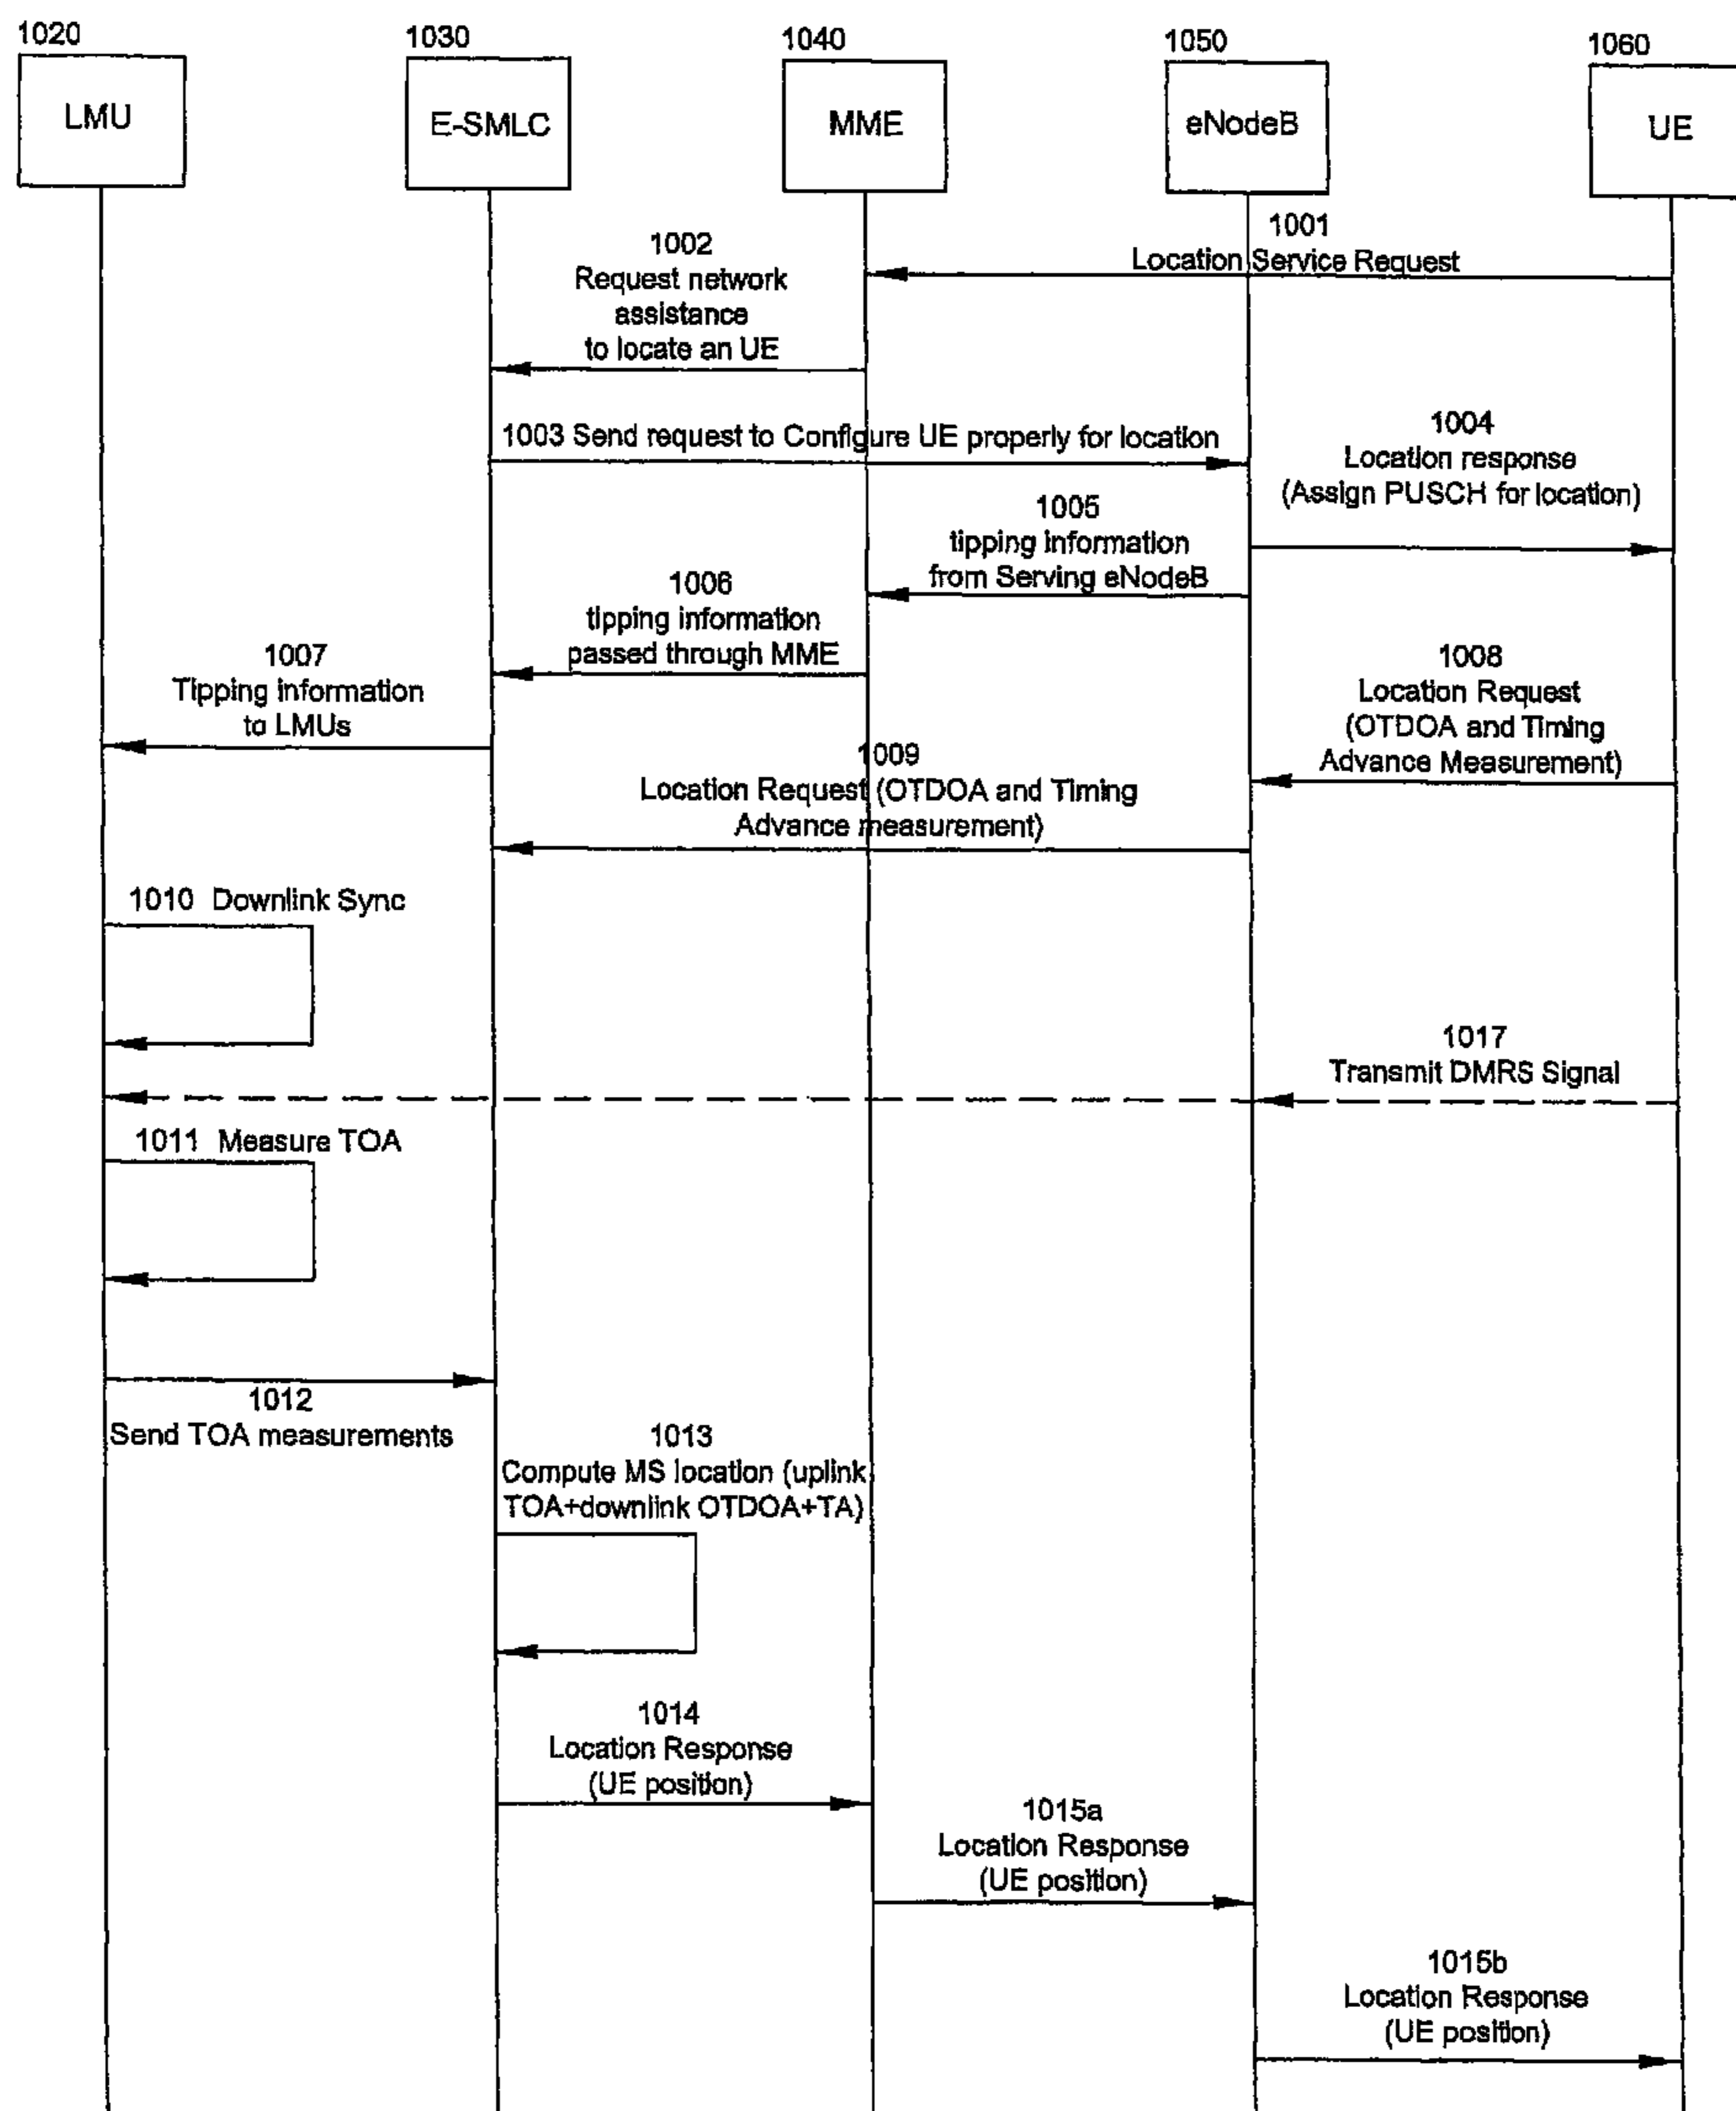 1020
1030
1040
1050
1060
LMU
E-SMLC
MME
eNodeB
UE
1001
Location Service Request
1002
Request network
assistance
to locate an UE
1003 Send request to Configure UE properly for location
1004
Location response
(Assign PUSCH for location)
1005
tipping information
from Serving eNodeB
1006
tipping information
passed through MME
1007
Tipping information
to LMUs
1008
Location Request
(OTDOA and Timing
Advance Measurement)
1009
Location Request (OTDOA and Timing
Advance measurement)
1010 Downlink Sync
1017
Transmit DMRS Signal
1011 Measure TOA
1012
Send TOA measurements
1013
Compute MS location (uplink
TOA+downlink OTDOA+TA)
1014
Location Response
(UE position)
1015a
Location Response
(UE position)
1015b
Location Response
(UE position)